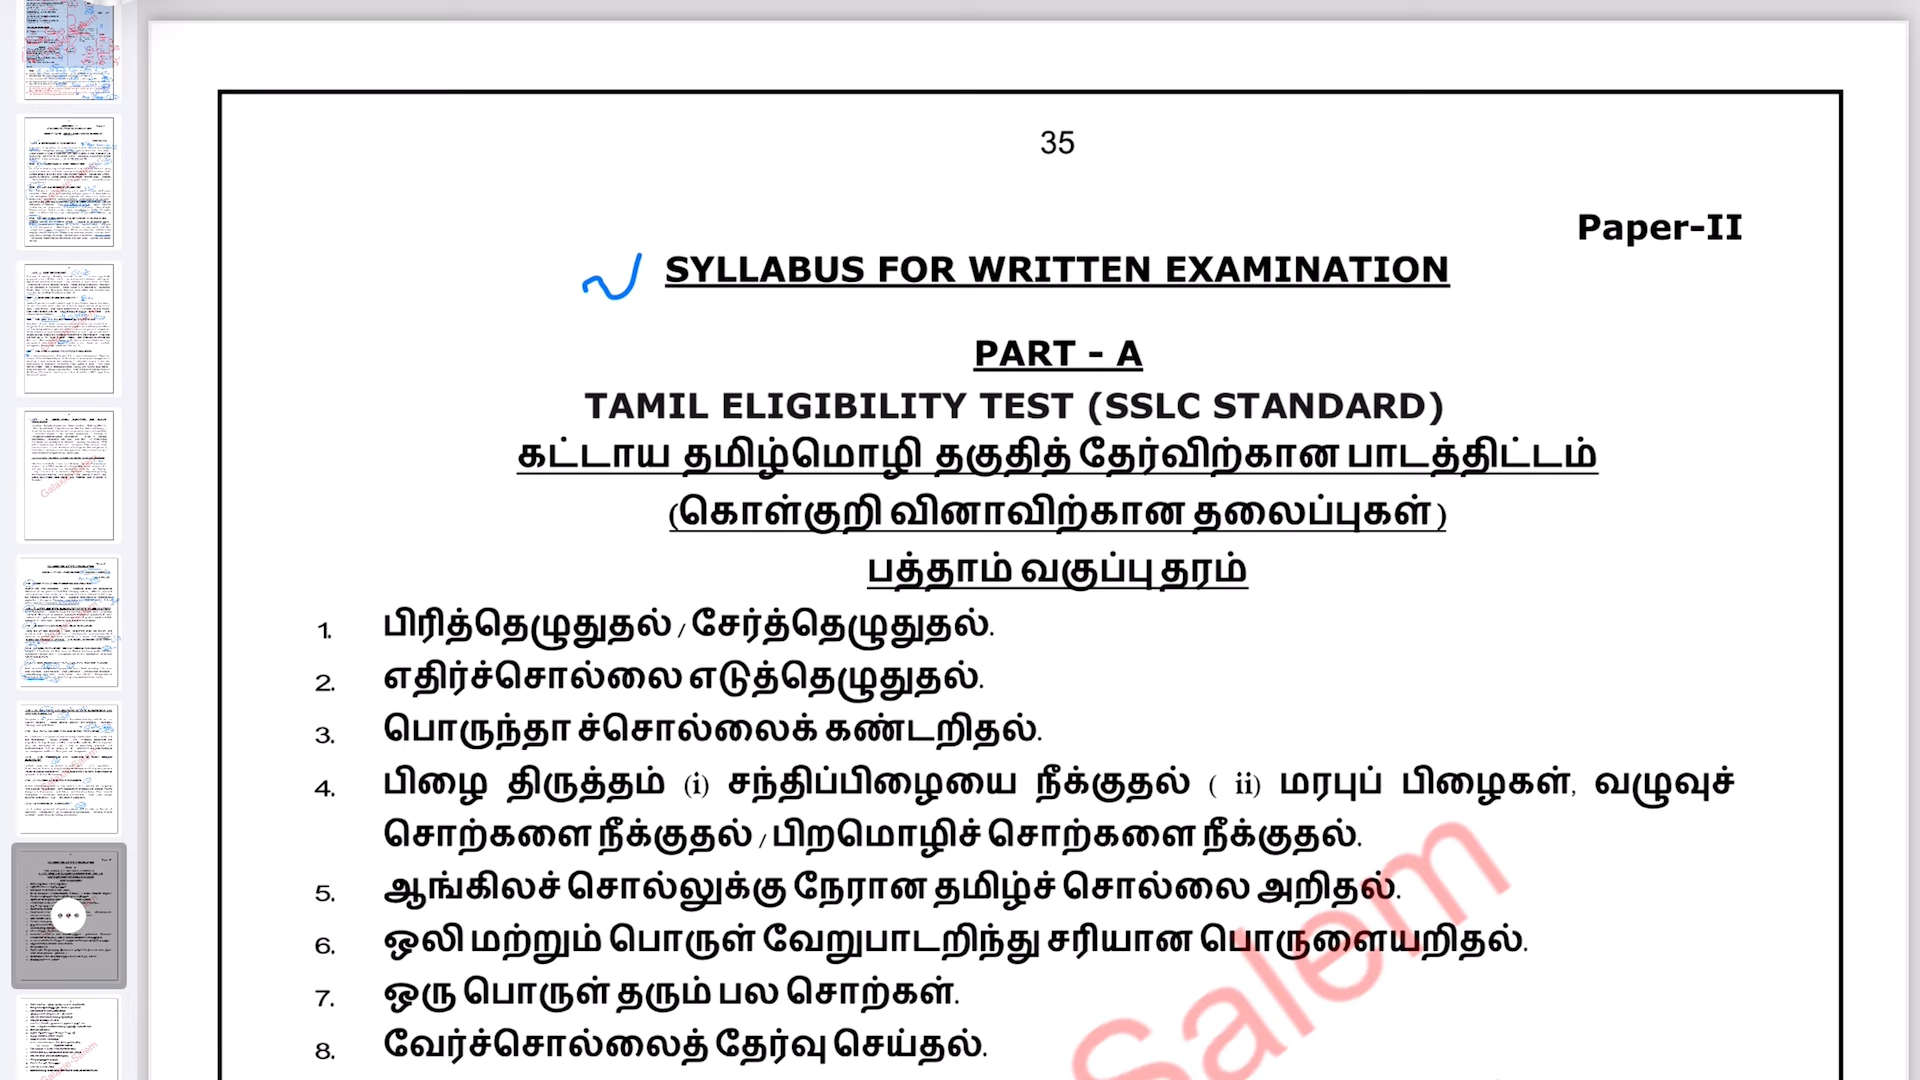 35
Paper-II
SYLLABUS FOR WRITTEN EXAMINATION
PART - A
TAMIL ELIGIBILITY TEST (SSLC STANDARD)
கட்டாய தமிழ்மொழி தகுதித் தேர்விற்கான பாடத்திட்டம்
(கொள்குறி வினாவிற்கான தலைப்புகள்)
பத்தாம் வகுப்பு தரம்
1. பிரித்தெழுதுதல் / சேர்த்தெழுதுதல்.
2. எதிர்ச்சொல்லை எடுத்தெழுதுதல்.
3. பொருந்தா ச்சொல்லைக் கண்டறிதல்.
4. பிழை திருத்தம் (i) சந்திப்பிழையை நீக்குதல் ( ii) மரபுப் பிழைகள், வழுவுச்
சொற்களை நீக்குதல் / பிறமொழிச் சொற்களை நீக்குதல்.
5. ஆங்கிலச் சொல்லுக்கு நேரான தமிழ்ச் சொல்லை அறிதல்.
6. ஒலி மற்றும் பொருள் வேறுபாடறிந்து சரியான பொருளையறிதல்.
7. ஒரு பொருள் தரும் பல சொற்கள்.
8. வேர்ச்சொல்லைத் தேர்வு செய்தல்.
Salem